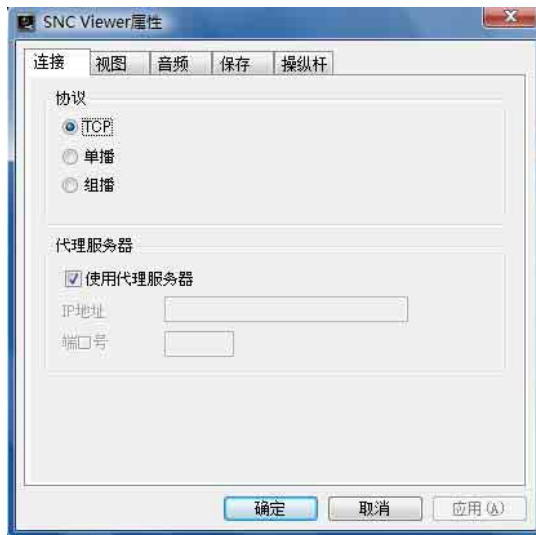 SNC Viewer属性
连接 视图 音频 保存 操纵杆
协议
TCP
单播
组播
代理服务器
使用代理服务器
IP地址
端口号
确定 取消 应用(A)